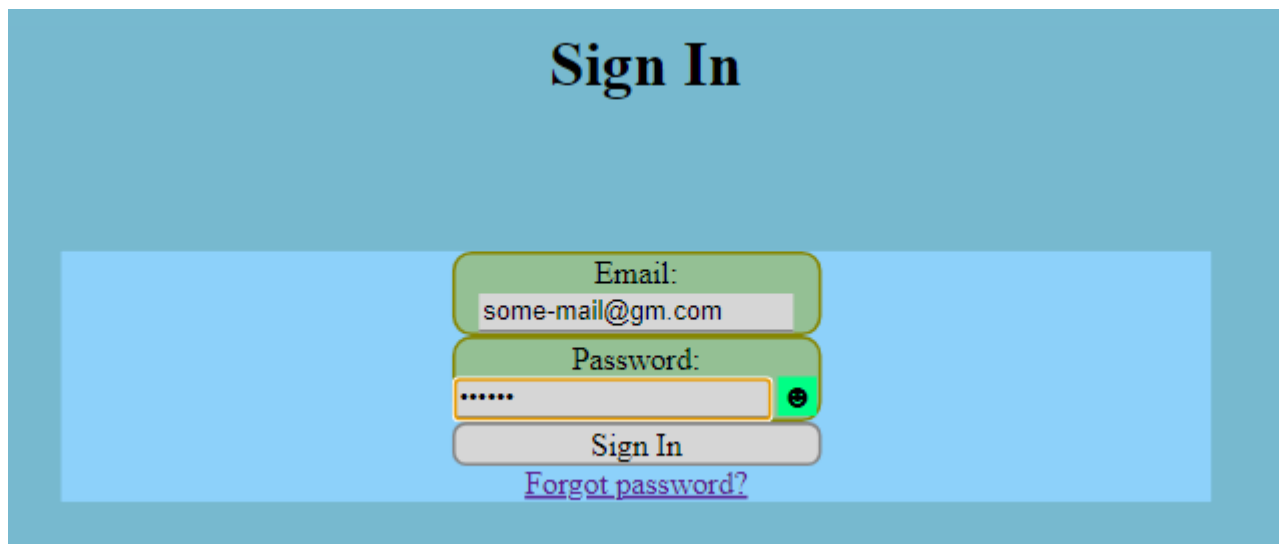 Sign In
Email:
some-mail@gm.com
Password:
••••••
Sign In
Forgot password?